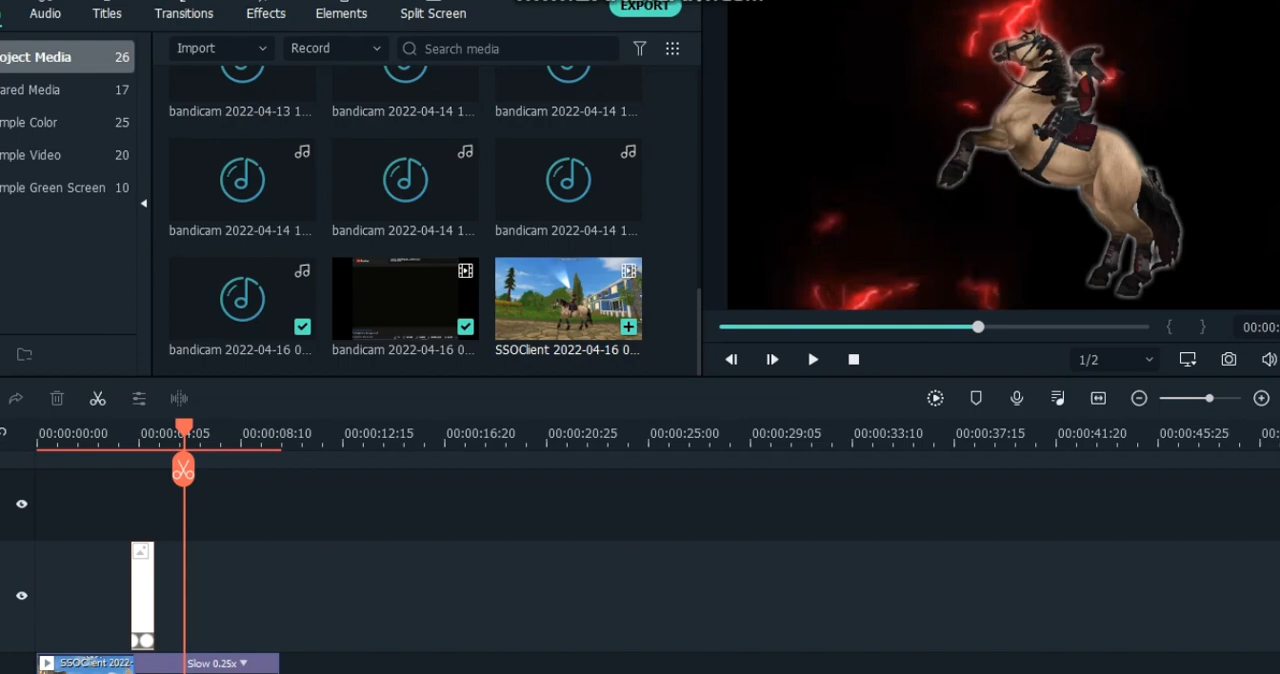 EXPORT
Audio
Titles
Transitions
Effects
Elements
Split Screen
oject Media 26
ared Media 17
mple Color 25
mple Video 20
mple Green Screen 10
Import
Record
Search media
bandicam 2022-04-13 1...
bandicam 2022-04-14 1...
bandicam 2022-04-14 1...
bandicam 2022-04-14 1...
bandicam 2022-04-14 1...
bandicam 2022-04-14 1...
bandicam 2022-04-16 0...
bandicam 2022-04-16 0...
SSOClient 2022-04-16 0...
00:00:
1/2
00:00:00:00
00:00:04:05
00:00:08:10
00:00:12:15
00:00:16:20
00:00:20:25
00:00:25:00
00:00:29:05
00:00:33:10
00:00:37:15
00:00:41:20
00:00:45:25
00:
SSOClient 2022-
Slow 0.25x